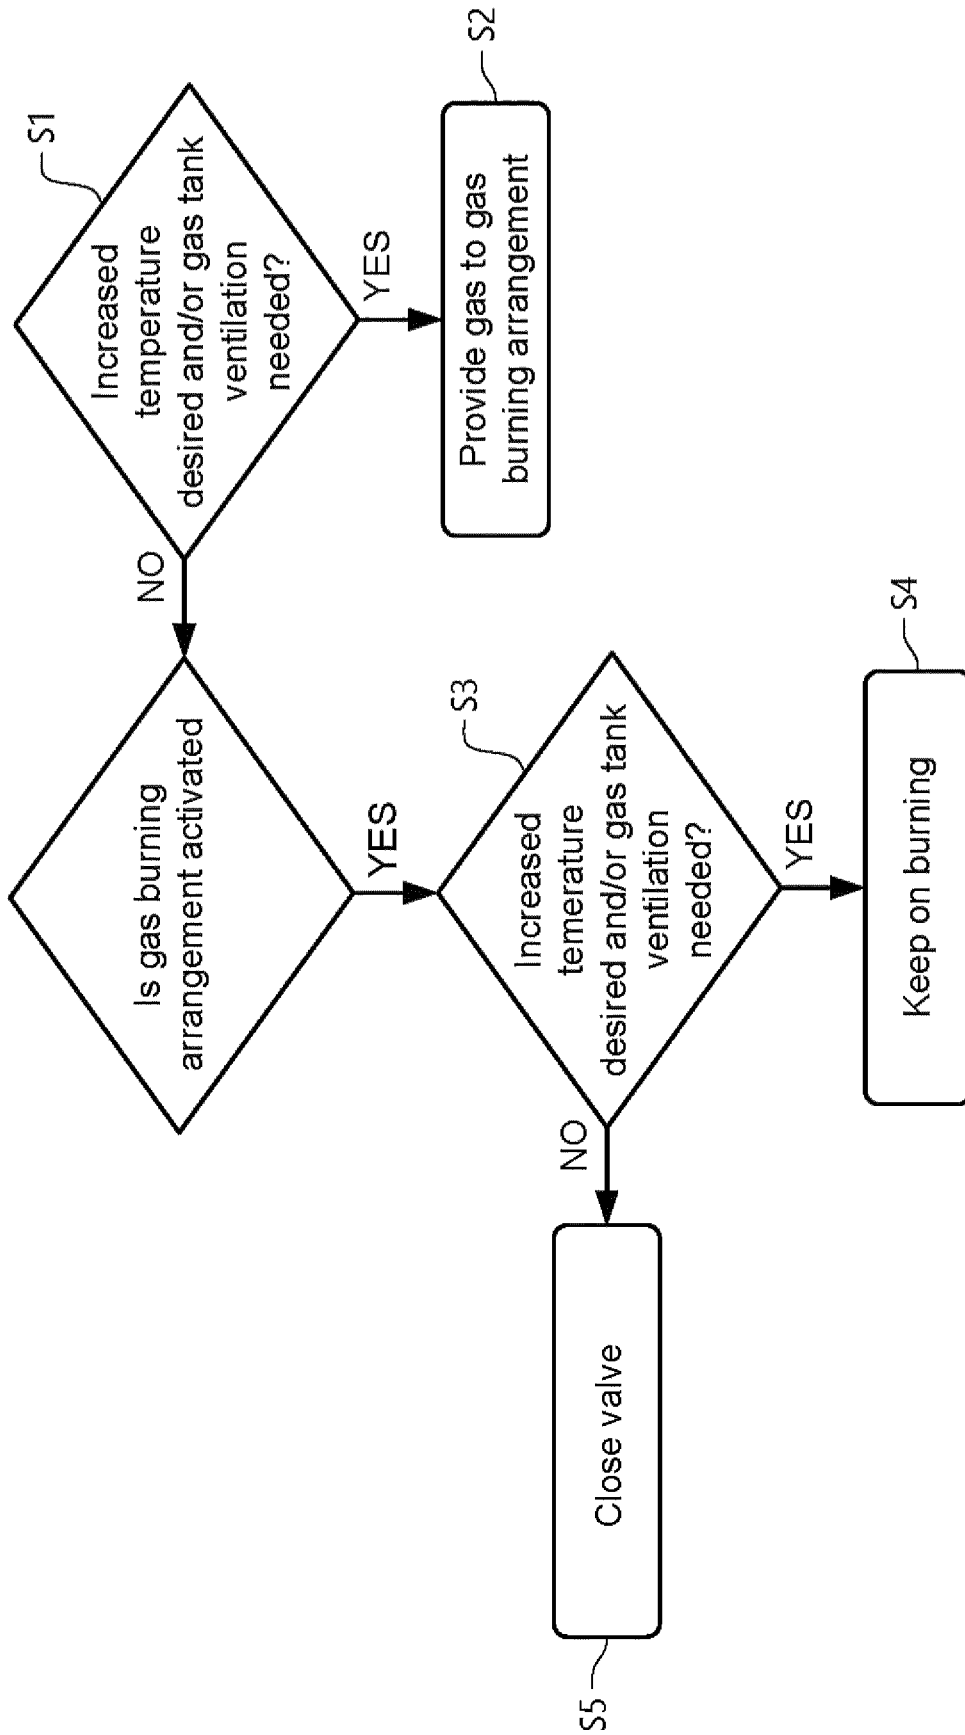 S1
Increased
temperature
desired and/or gas tank
ventilation
needed?
YES
S2
Provide gas to gas
burning arrangement
NO
Is gas burning
arrangement activated
YES
S3
Increased
temerature
desired and/or gas tank
ventilation
needed?
YES
S4
Keep on burning
NO
Close valve
S5